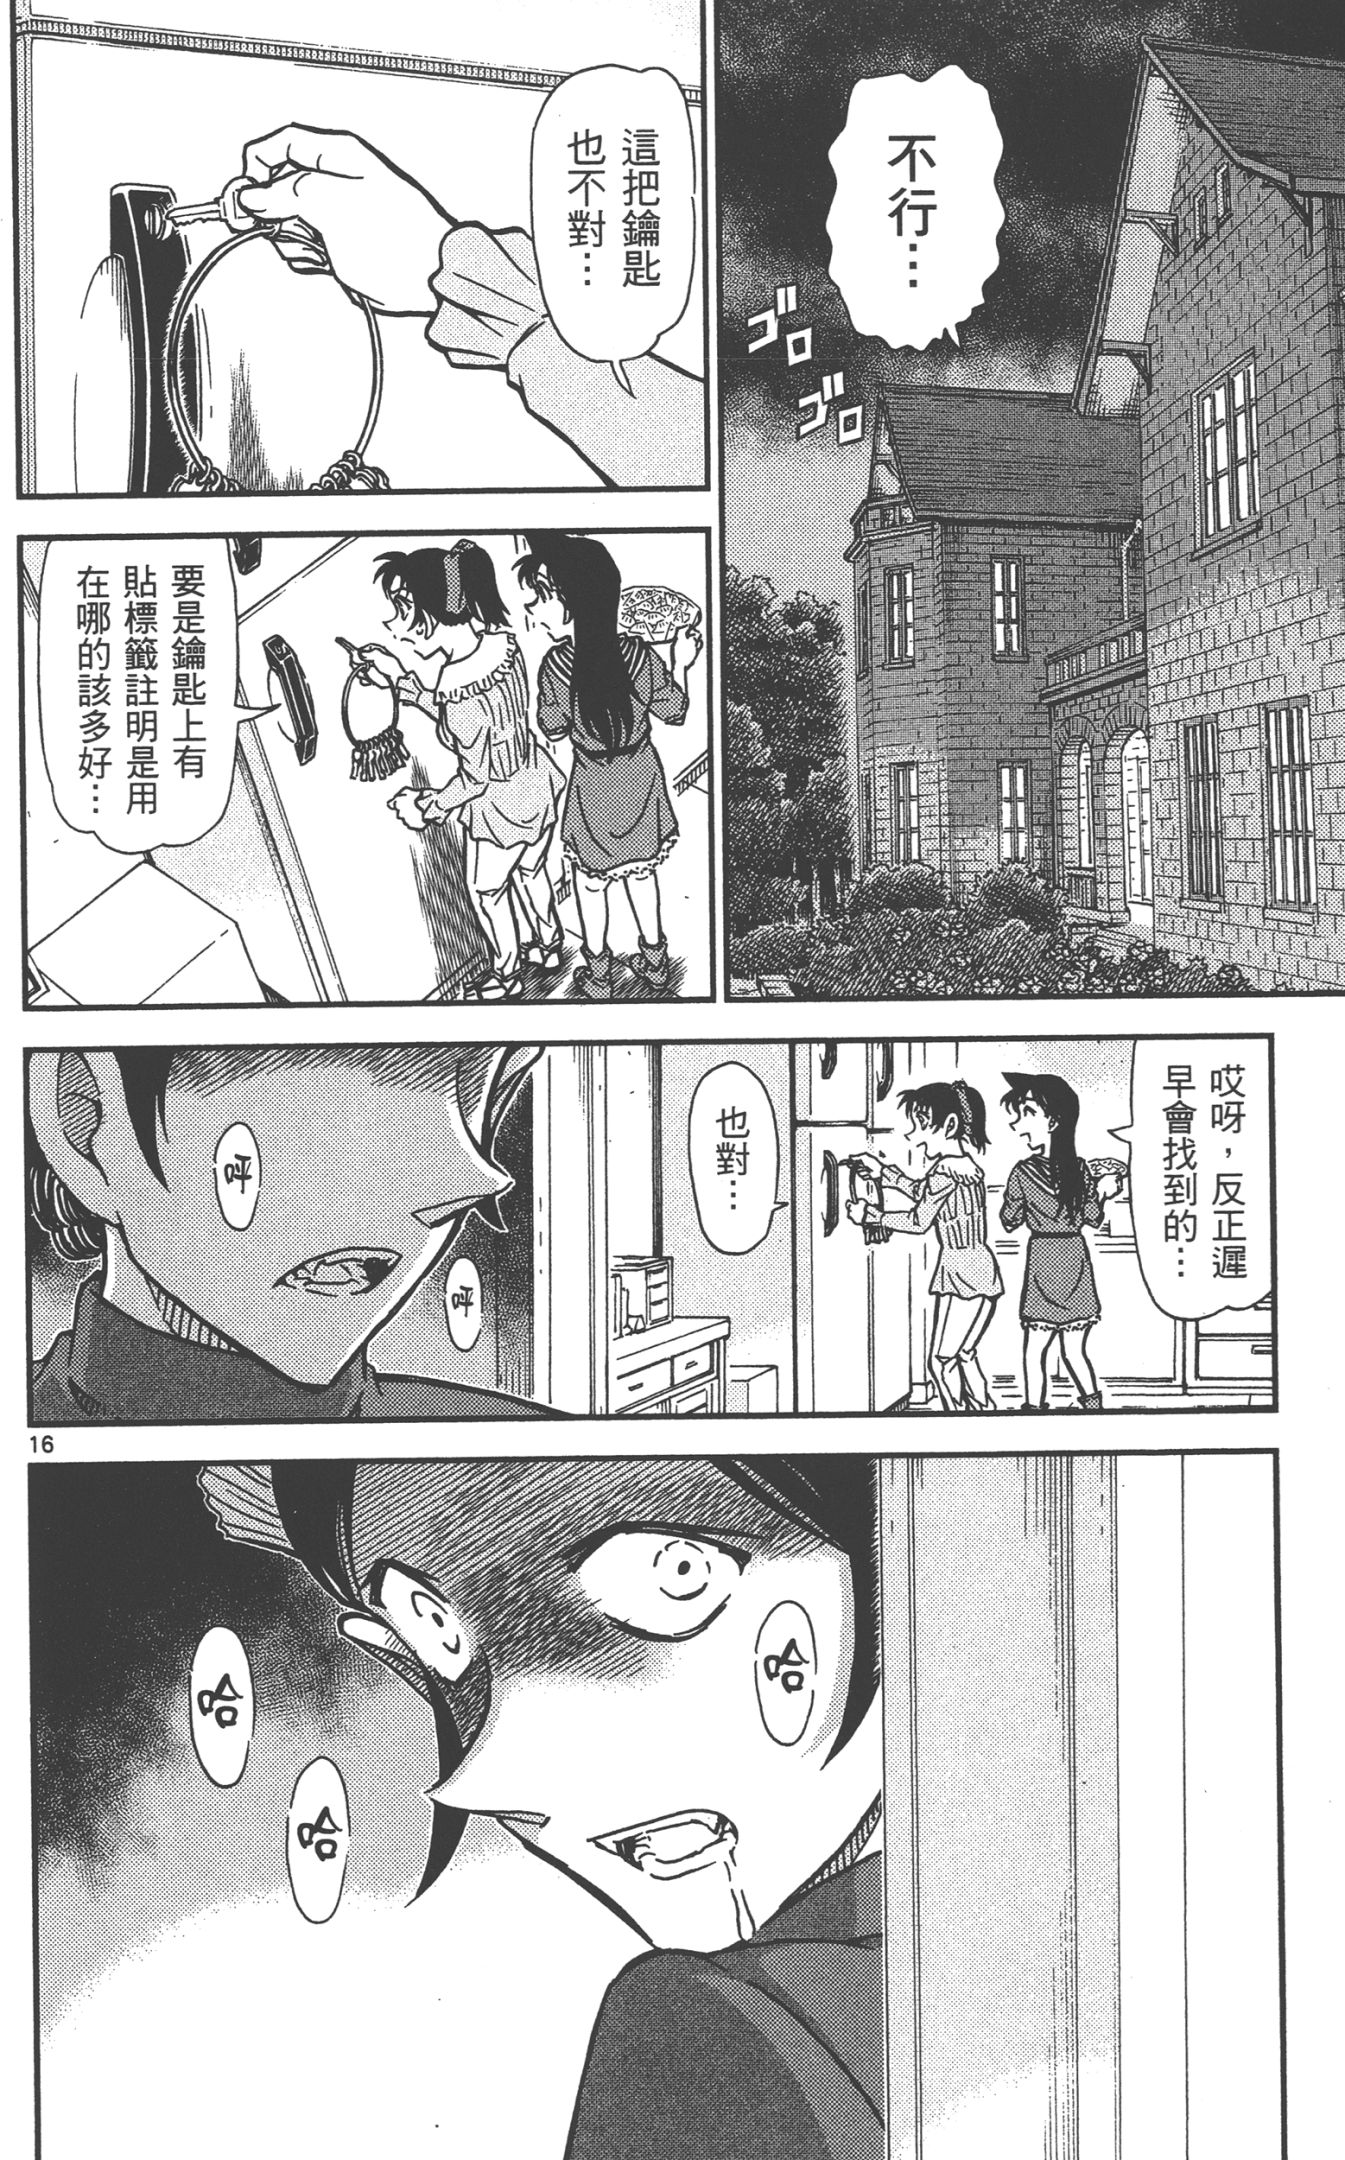 不行…
ゴロ
ゴロ
這把鑰匙
也不對…
要是鑰匙上有
貼標籤註明是用
在哪的該多好…
哎呀，反正遲
早會找到的…
也對…
呼
呼
16
哈
哈
哈